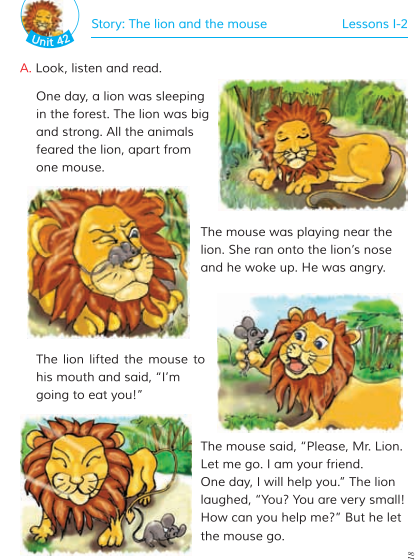 Unit 42
Story: The lion and the mouse Lessons 1-2
A. Look, listen and read.
One day, a lion was sleeping
in the forest. The lion was big
and strong. All the animals
feared the lion, apart from
one mouse.
The mouse was playing near the
lion. She ran onto the lion's nose
and he woke up. He was angry.
The lion lifted the mouse to
his mouth and said, “I'm
going to eat you!”
The mouse said, “Please, Mr. Lion.
Let me go. I am your friend.
One day, I will help you.” The lion
laughed, “You? You are very small!
How can you help me?” But he let
the mouse go.